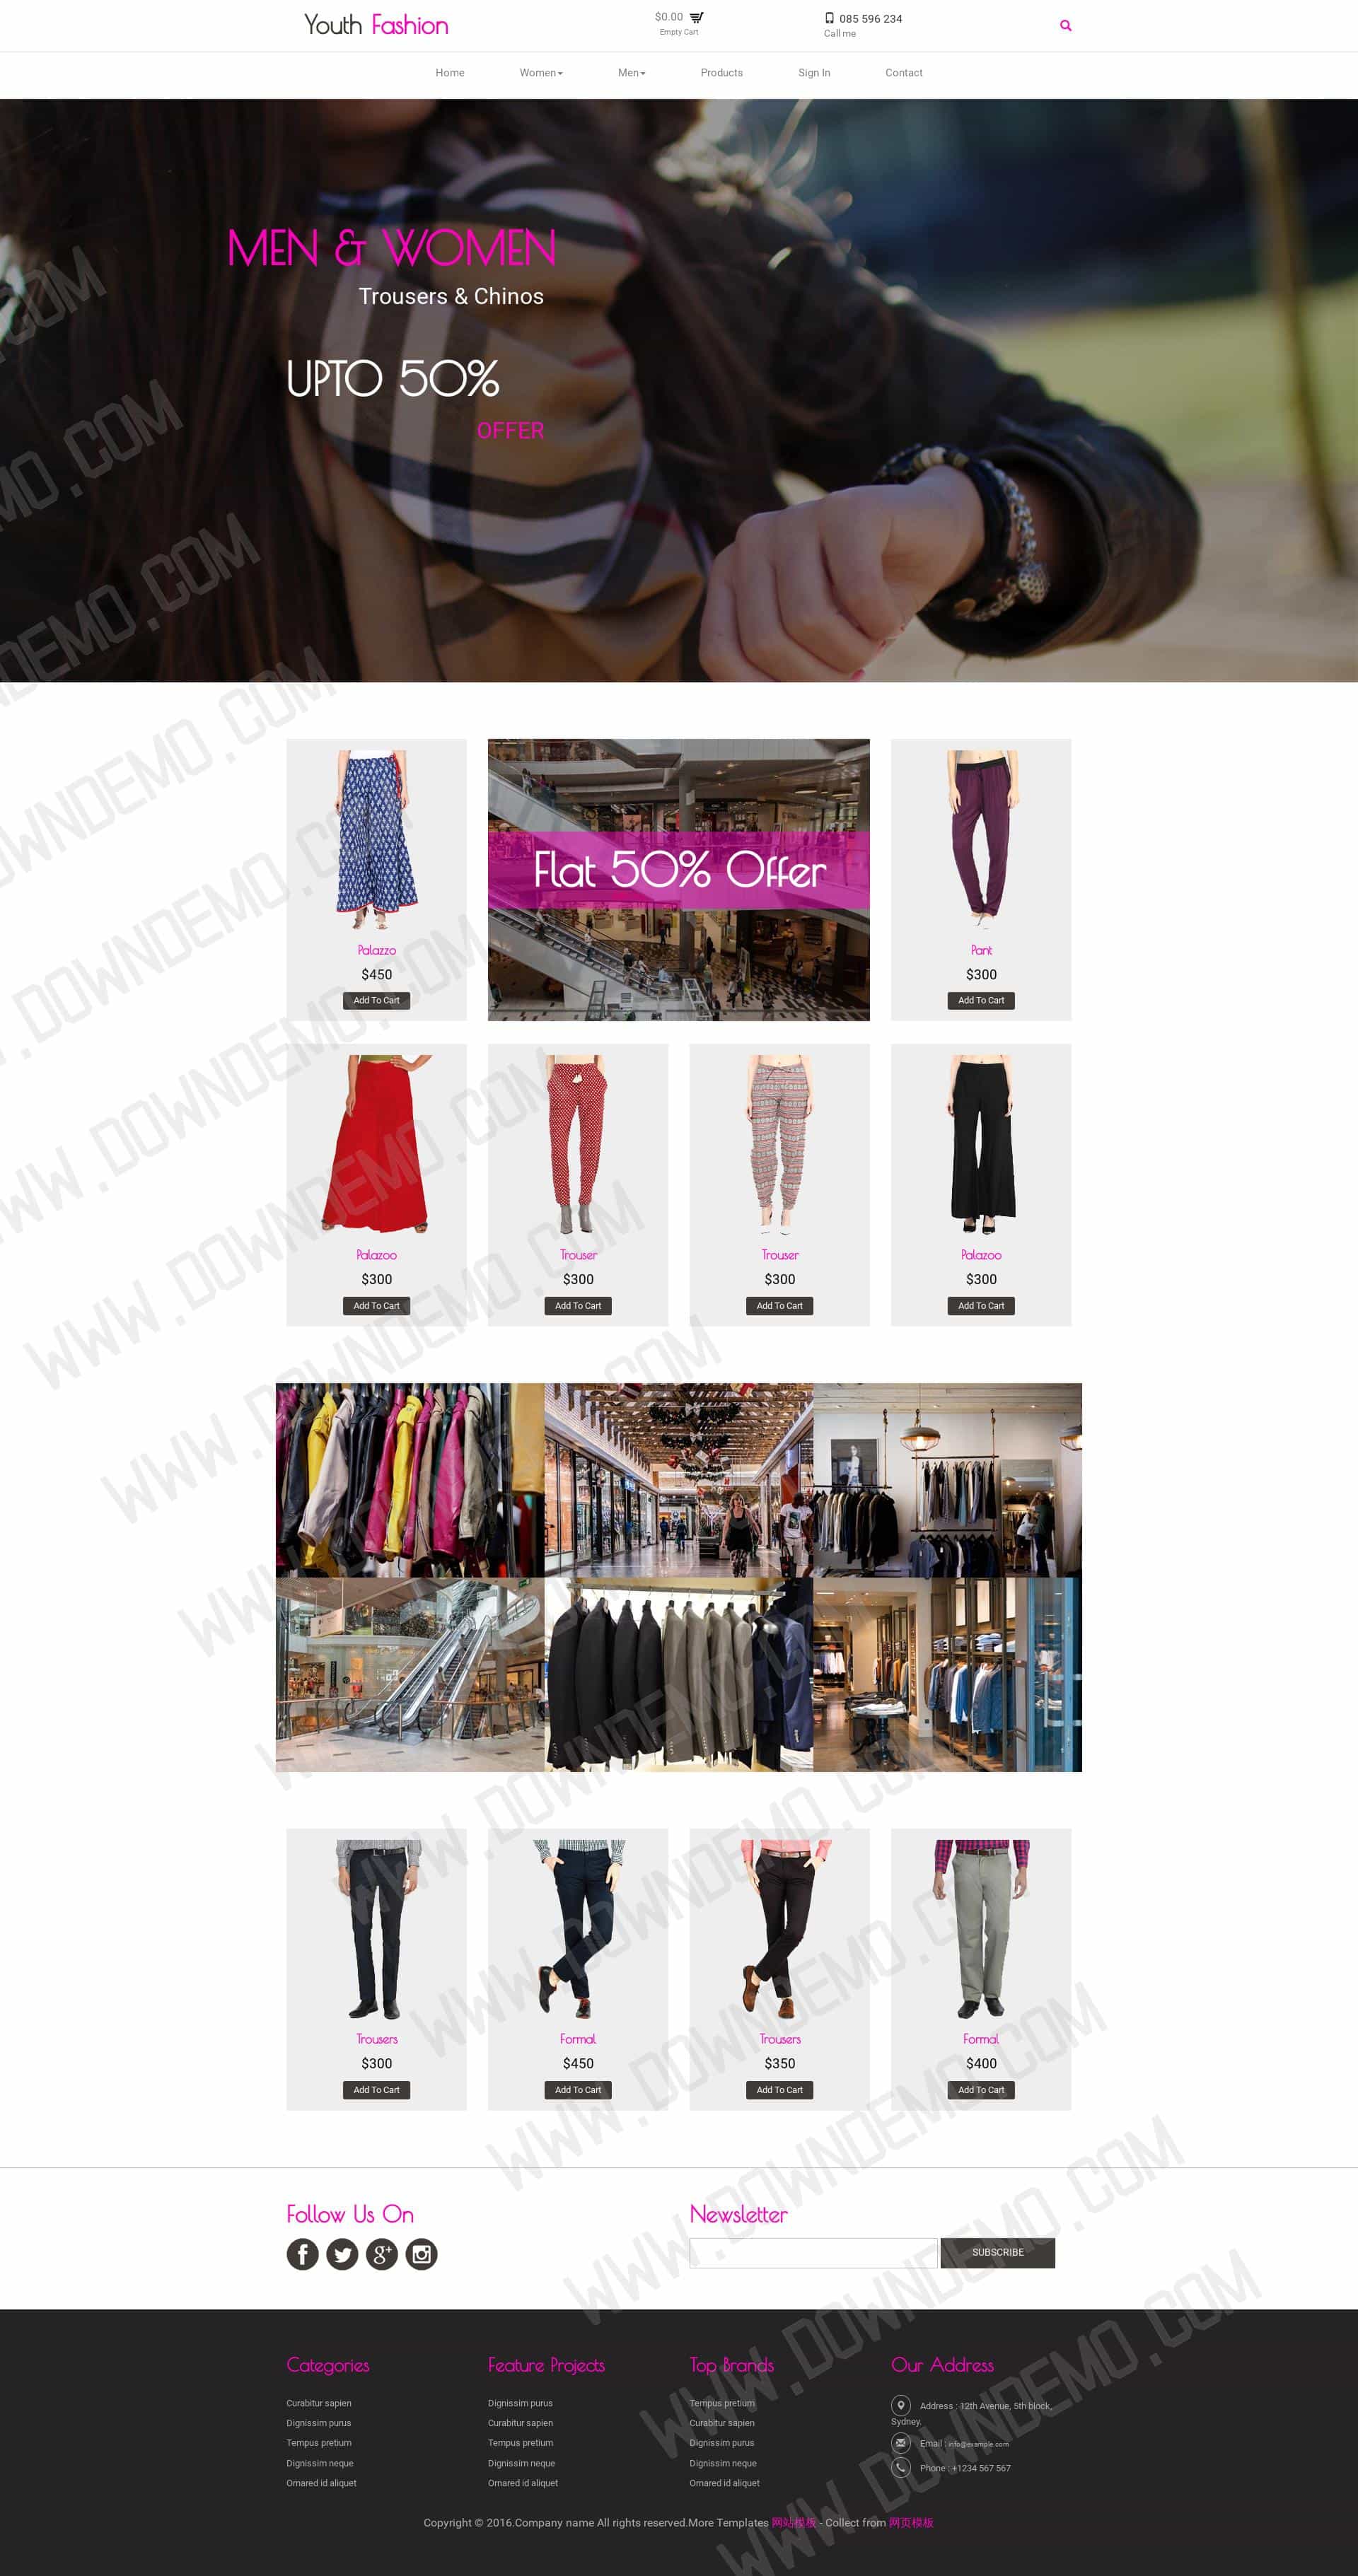 Youth Fashion
$0.00
Empty Cart
085 596 234
Call me
Home Women Men Products Sign In Contact
MEN & WOMEN
Trousers & Chinos
UPTO 50%
OFFER
Palazzo
$450
Add To Cart
Flat 50% Offer
Pant
$300
Add To Cart
Palazoo
$300
Add To Cart
Trouser
$300
Add To Cart
Trouser
$300
Add To Cart
Palazoo
$300
Add To Cart
Trousers
$300
Add To Cart
Formal
$450
Add To Cart
Trousers
$350
Add To Cart
Formal
$400
Add To Cart
Follow Us On
Newsletter
SUBSCRIBE
Categories
Curabitur sapien
Dignissim purus
Tempus pretium
Dignissim neque
Ornared id aliquet
Feature Projects
Dignissim purus
Curabitur sapien
Tempus pretium
Dignissim neque
Ornared id aliquet
Top Brands
Tempus pretium
Curabitur sapien
Dignissim purus
Dignissim neque
Ornared id aliquet
Our Address
Address : 12th Avenue, 5th block,
Sydney.
Email : info@example.com
Phone : +1234 567 567
Copyright © 2016.Company name All rights reserved.More Templates 网站模板 - Collect from 网页模板
WWW.DOWNDEMO.COM